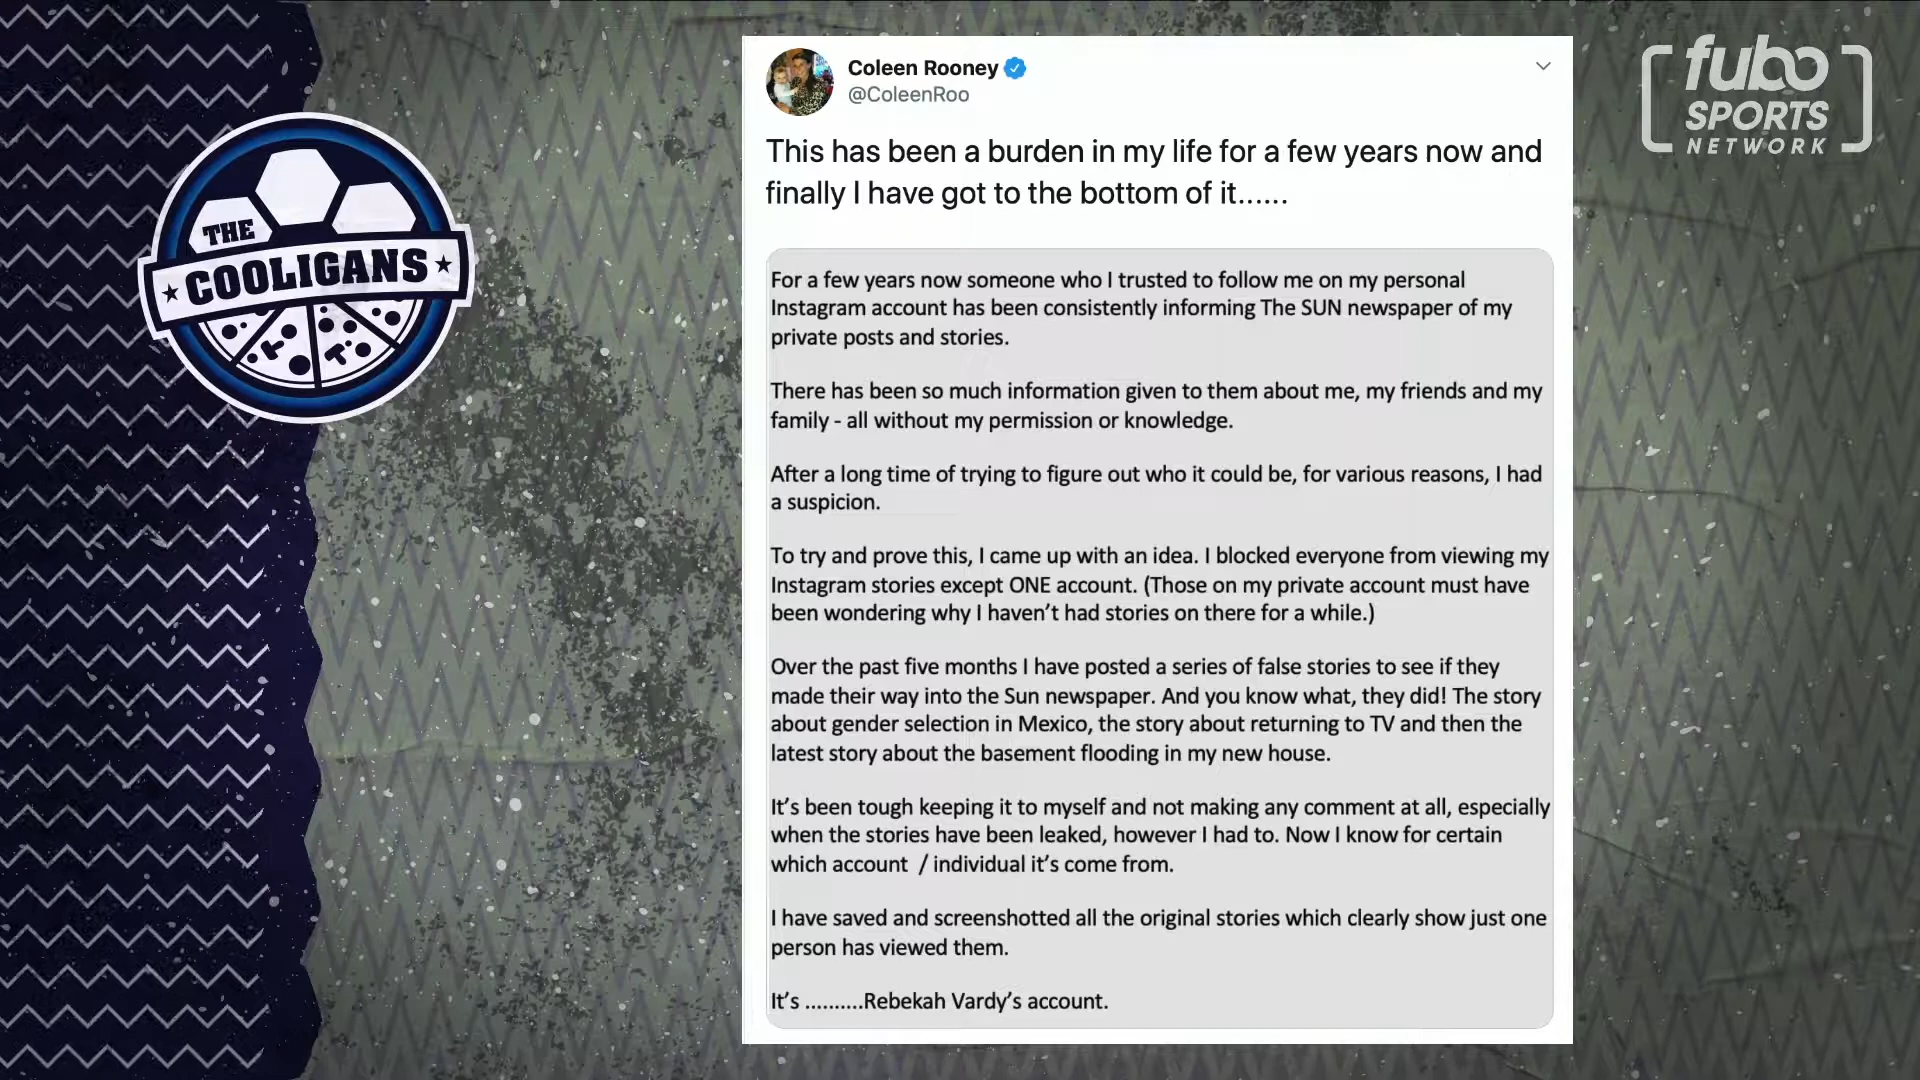 THE
COOLIGANS
fubo
SPORTS
NETWORK
Coleen Rooney
@ColeenRoo
This has been a burden in my life for a few years now and
finally I have got to the bottom of it......
For a few years now someone who I trusted to follow me on my personal
Instagram account has been consistently informing The SUN newspaper of my
private posts and stories.
There has been so much information given to them about me, my friends and my
family - all without my permission or knowledge.
After a long time of trying to figure out who it could be, for various reasons, I had
a suspicion.
To try and prove this, I came up with an idea. I blocked everyone from viewing my
Instagram stories except ONE account. (Those on my private account must have
been wondering why I haven't had stories on there for a while.)
Over the past five months I have posted a series of false stories to see if they
made their way into the Sun newspaper. And you know what, they did! The story
about gender selection in Mexico, the story about returning to TV and then the
latest story about the basement flooding in my new house.
It's been tough keeping it to myself and not making any comment at all, especially
when the stories have been leaked, however I had to. Now I know for certain
which account / individual it's come from.
I have saved and screenshotted all the original stories which clearly show just one
person has viewed them.
It's ..........Rebekah Vardy's account.